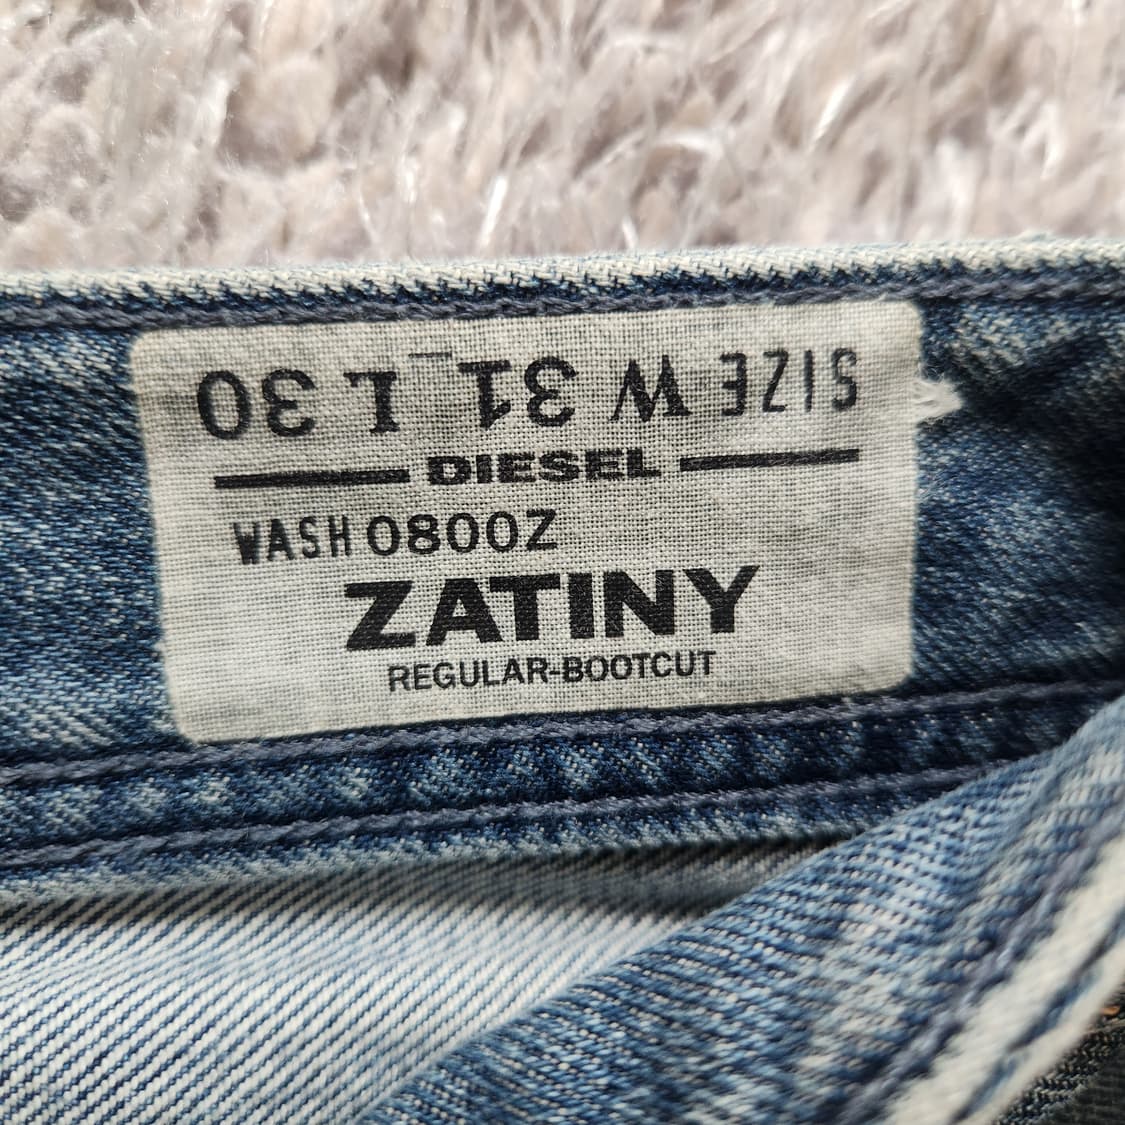 SIZE W 31 L 30
DIESEL
WASH 0800Z
ZATINY
REGULAR-BOOTCUT